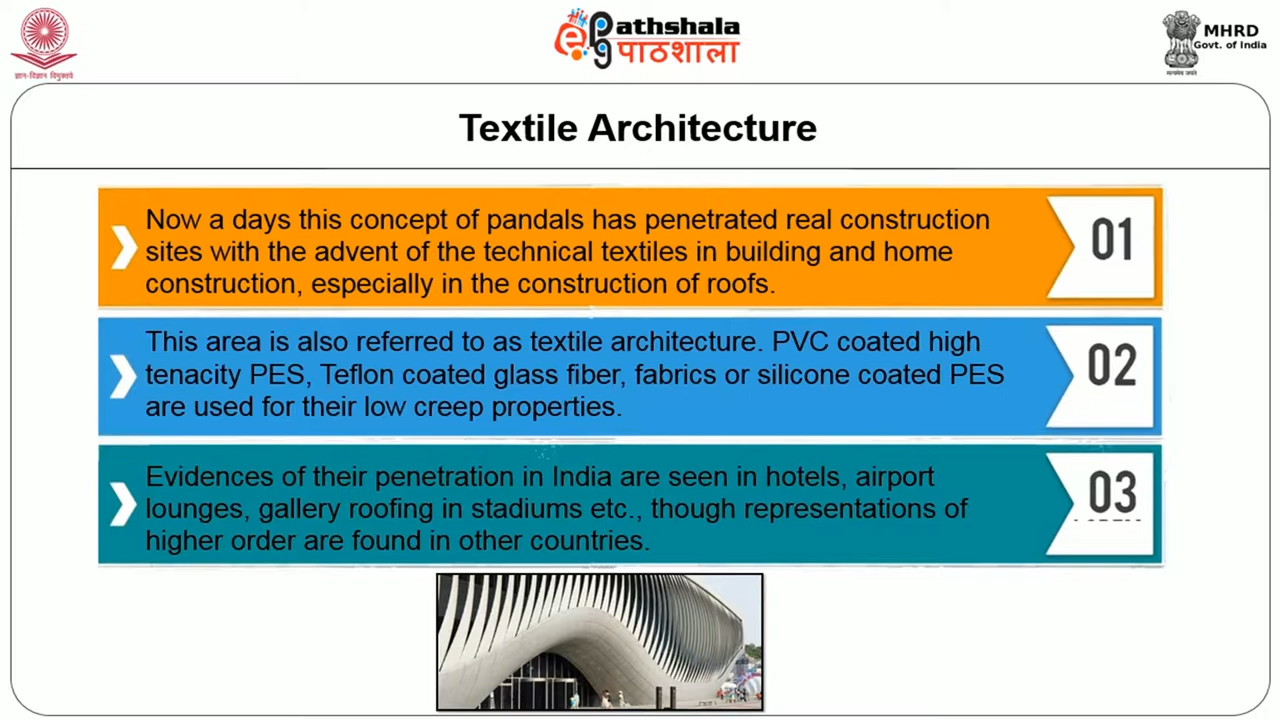 ज्ञान-विज्ञान विमुक्तये
ePathshala
पाठशाला
सत्यमेव जयते
MHRD
Govt. of India
Textile Architecture
Now a days this concept of pandals has penetrated real construction
sites with the advent of the technical textiles in building and home
construction, especially in the construction of roofs.
01
This area is also referred to as textile architecture. PVC coated high
tenacity PES, Teflon coated glass fiber, fabrics or silicone coated PES
are used for their low creep properties.
02
Evidences of their penetration in India are seen in hotels, airport
lounges, gallery roofing in stadiums etc., though representations of
higher order are found in other countries.
03